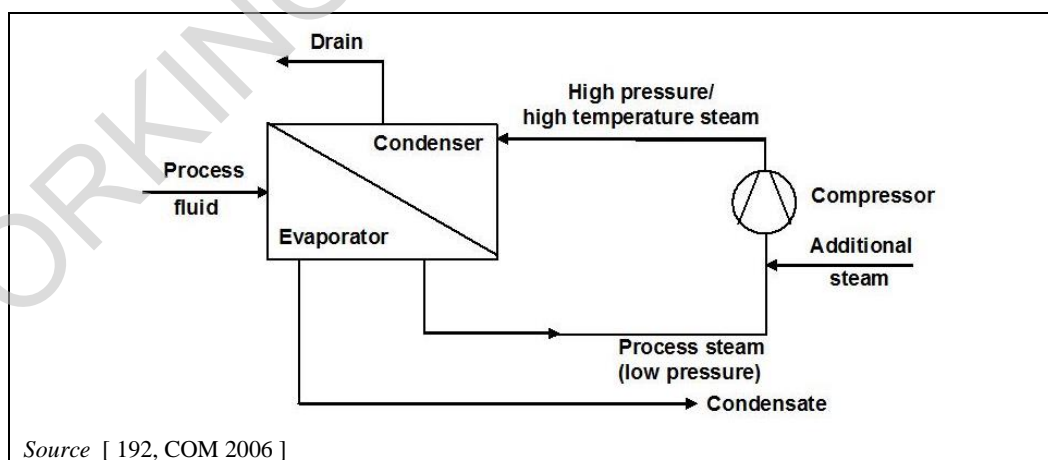 ORKING
Drain
High pressure/
high temperature steam
Condenser
Process
fluid
Compressor
Evaporator
Additional
steam
Process steam
(low pressure)
Condensate
Source [ 192, COM 2006 ]